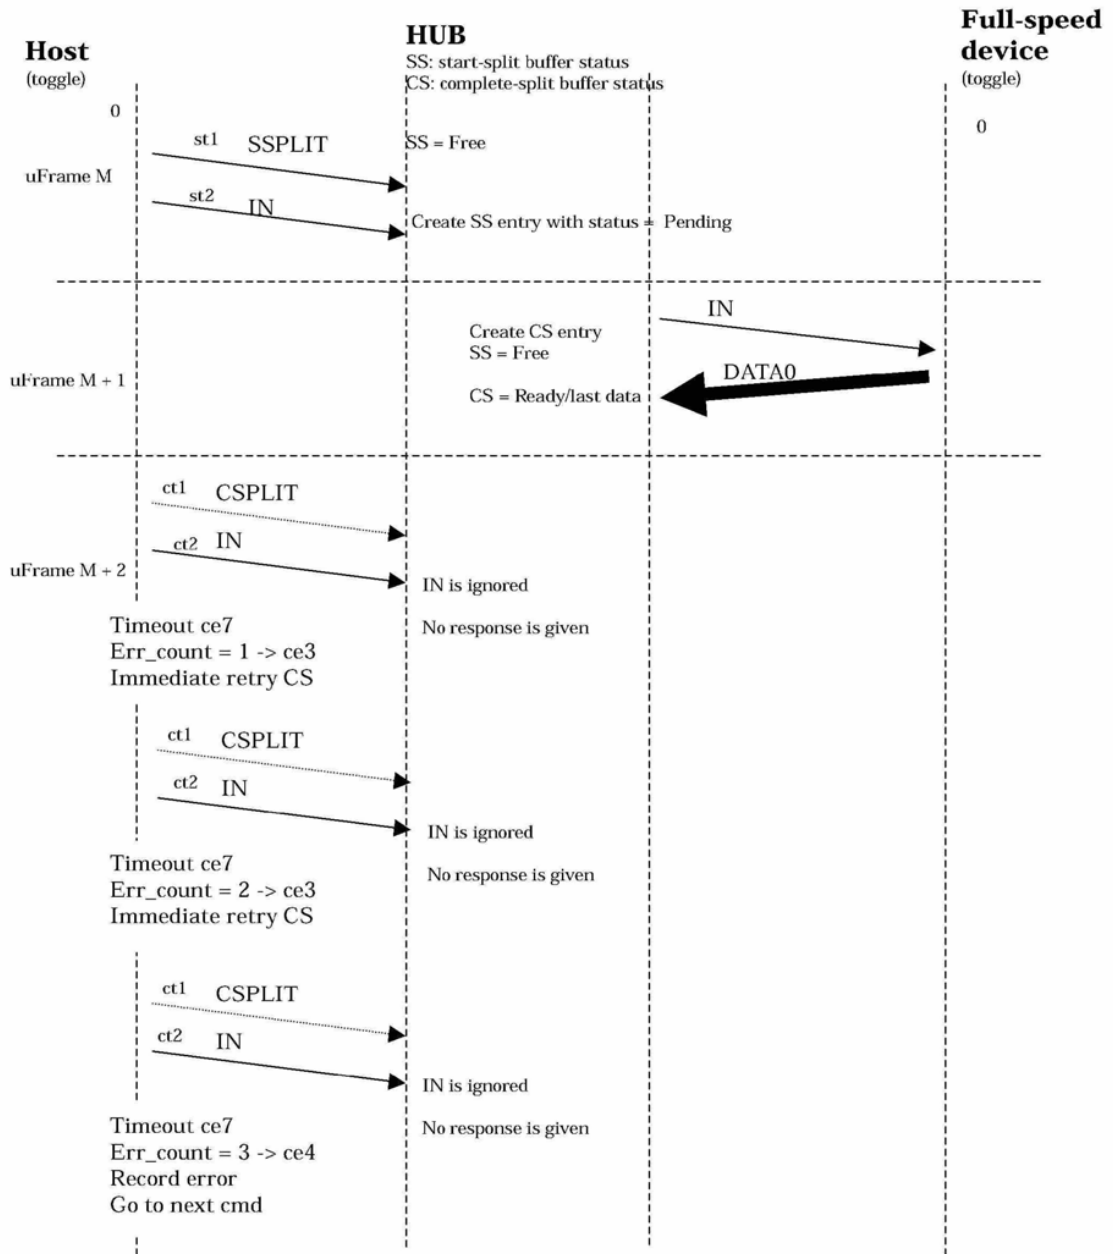 Host
(toggle)
0
HUB
SS: start-split buffer status
CS: complete-split buffer status
Full-speed
device
(toggle)
0
st1 SSPLIT
SS = Free
uFrame M
st2 IN
Create SS entry with status = Pending
IN
Create CS entry
SS = Free
uFrame M + 1
DATA0
CS = Ready/last data
ct1 CSPLIT
ct2 IN
uFrame M + 2
IN is ignored
Timeout ce7
Err_count = 1 -> ce3
Immediate retry CS
No response is given
ct1 CSPLIT
ct2 IN
IN is ignored
Timeout ce7
Err_count = 2 -> ce3
Immediate retry CS
No response is given
ct1 CSPLIT
ct2 IN
IN is ignored
Timeout ce7
Err_count = 3 -> ce4
Record error
Go to next cmd
No response is given